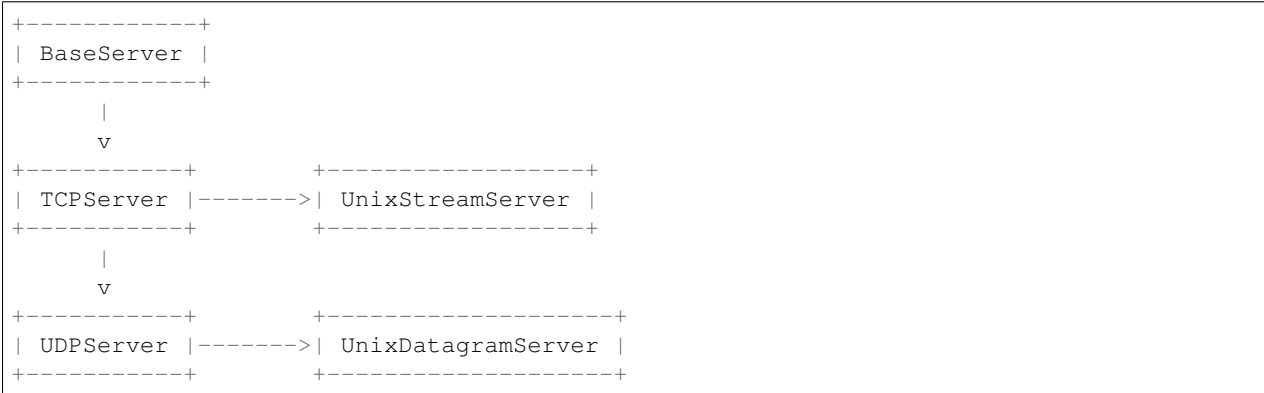 +------------+
| BaseServer |
+------------+
      |
      v
+-----------+        +------------------+
| TCPServer |------->| UnixStreamServer |
+-----------+        +------------------+
      |
      v
+-----------+        +--------------------+
| UDPServer |------->| UnixDatagramServer |
+-----------+        +--------------------+